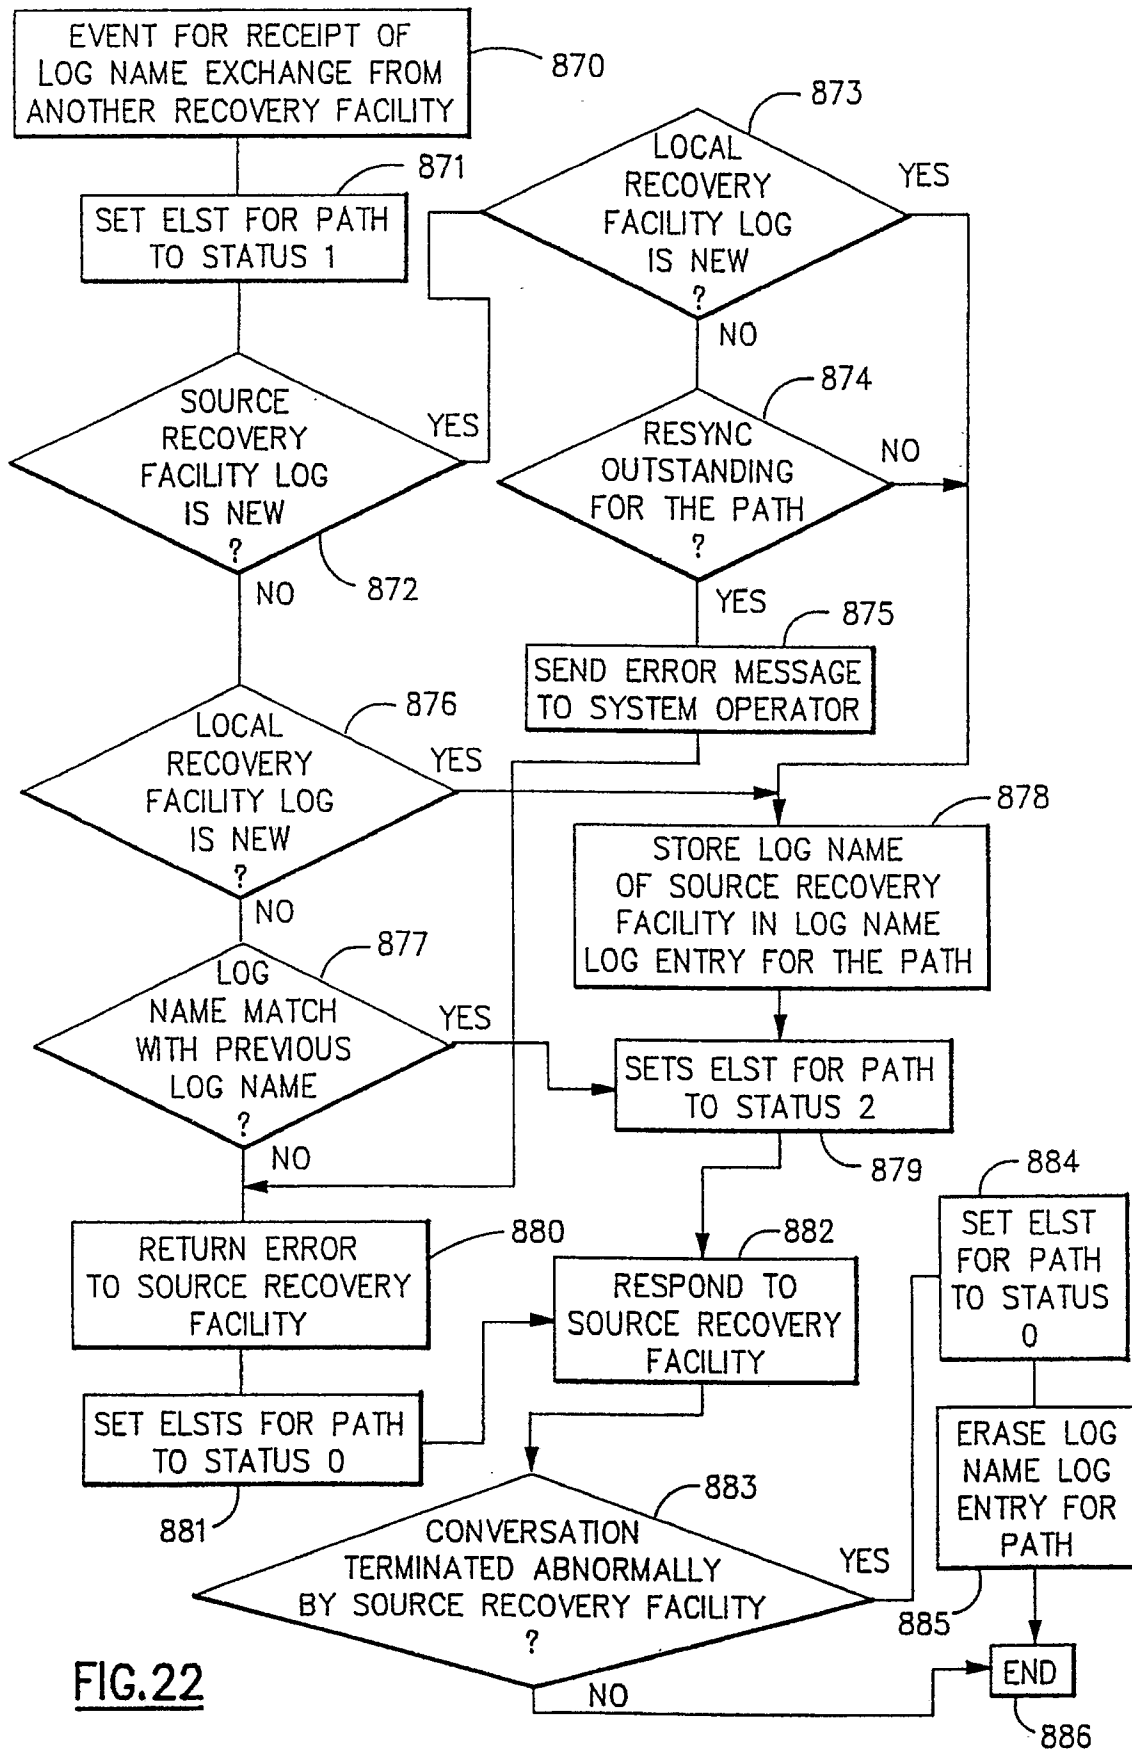 EVENT FOR RECEIPT OF
LOG NAME EXCHANGE FROM
ANOTHER RECOVERY FACILITY
870
871
SET ELST FOR PATH
TO STATUS 1
SOURCE
RECOVERY
FACILITY LOG
IS NEW
?
YES
NO
872
873
LOCAL
RECOVERY
FACILITY LOG
IS NEW
?
YES
NO
874
RESYNC
OUTSTANDING
FOR THE PATH
?
NO
YES
875
SEND ERROR MESSAGE
TO SYSTEM OPERATOR
876
LOCAL
RECOVERY
FACILITY LOG
IS NEW
?
YES
NO
877
LOG
NAME MATCH
WITH PREVIOUS
LOG NAME
?
YES
NO
878
STORE LOG NAME
OF SOURCE RECOVERY
FACILITY IN LOG NAME
LOG ENTRY FOR THE PATH
SETS ELST FOR PATH
TO STATUS 2
879
880
RETURN ERROR
TO SOURCE RECOVERY
FACILITY
SET ELSTS FOR PATH
TO STATUS 0
881
882
RESPOND TO
SOURCE RECOVERY
FACILITY
883
CONVERSATION
TERMINATED ABNORMALLY
BY SOURCE RECOVERY FACILITY
?
YES
NO
884
SET ELST
FOR PATH
TO STATUS
0
ERASE LOG
NAME LOG
ENTRY FOR
PATH
885
END
886
FIG.22